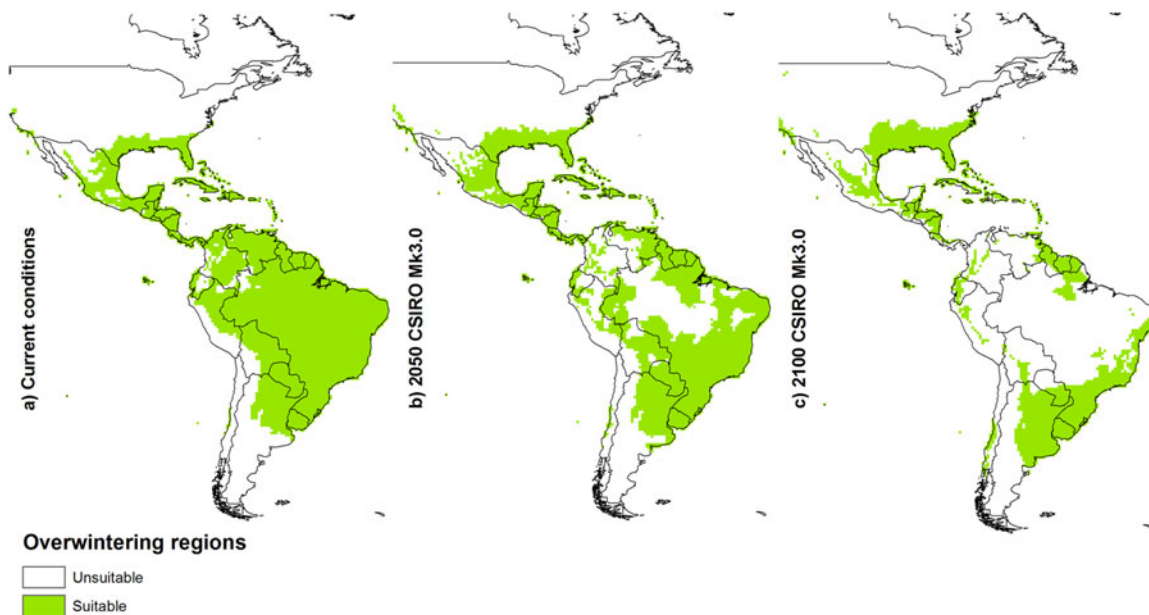 a) Current conditions
b) 2050 CSIRO Mk3.0
c) 2100 CSIRO Mk3.0
Overwintering regions
Unsuitable
Suitable